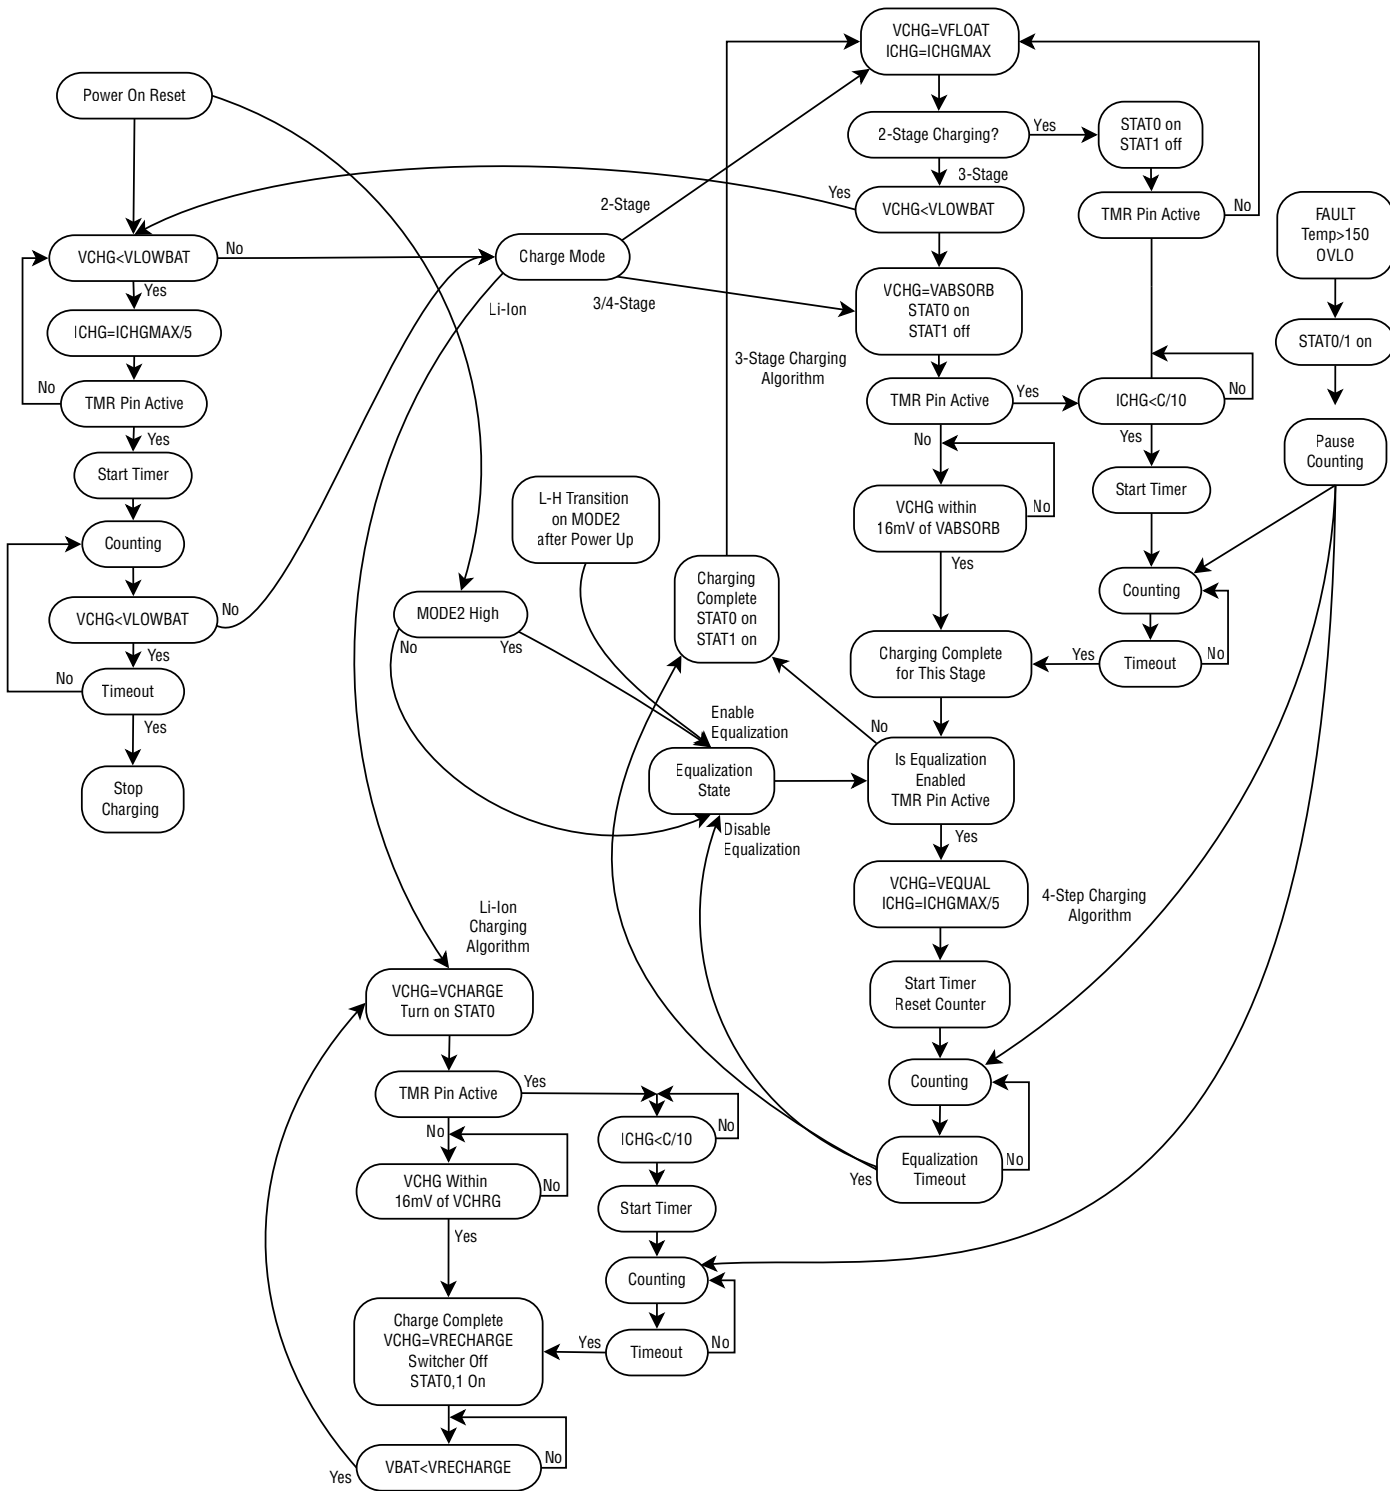 Power On Reset
VCHG<VLOWBAT
No
Yes
ICHG=ICHGMAX/5
No
TMR Pin Active
Yes
Start Timer
Counting
VCHG<VLOWBAT
No
Yes
No
Timeout
Yes
Stop
Charging
Charge Mode
2-Stage
3/4-Stage
Li-Ion
VCHG=VFLOAT
ICHG=ICHGMAX
2-Stage Charging?
Yes
STAT0 on
STAT1 off
3-Stage
Yes
VCHG<VLOWBAT
TMR Pin Active
No
VCHG=VABSORB
STAT0 on
STAT1 off
3-Stage Charging
Algorithm
TMR Pin Active
Yes
ICHG<C/10
No
No
Yes
VCHG within
16mV of VABSORB
No
Yes
Start Timer
Counting
Timeout
No
Yes
Charging Complete
for This Stage
FAULT
Temp>150
OVLO
STAT0/1 on
Pause
Counting
L-H Transition
on MODE2
after Power Up
MODE2 High
No
Yes
Charging
Complete
STAT0 on
STAT1 on
Enable
Equalization
Equalization
State
Disable
Equalization
No
Is Equalization
Enabled
TMR Pin Active
Yes
VCHG=VEQUAL
ICHG=ICHGMAX/5
4-Step Charging
Algorithm
Start Timer
Reset Counter
Counting
Equalization
Timeout
No
Yes
Li-Ion
Charging
Algorithm
VCHG=VCHARGE
Turn on STAT0
TMR Pin Active
Yes
No
ICHG<C/10
No
VCHG Within
16mV of VCHRG
No
Yes
Start Timer
Counting
Timeout
No
Yes
Charge Complete
VCHG=VRECHARGE
Switcher Off
STAT0,1 On
VBAT<VRECHARGE
No
Yes